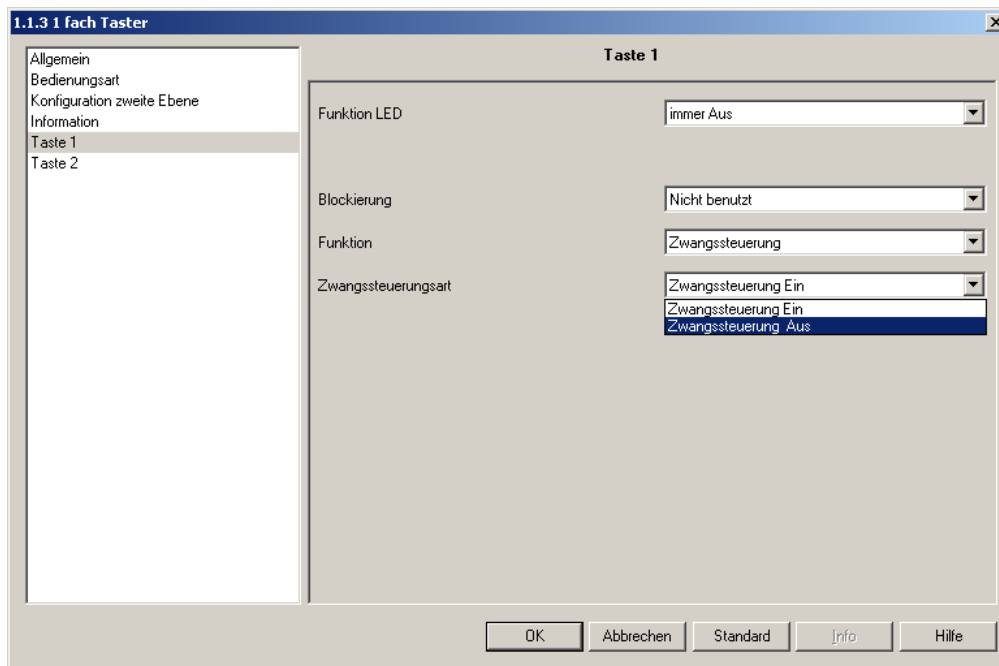 1.1.3 1 fach Taster
Allgemein
Bedienungsart
Konfiguration zweite Ebene
Information
Taste 1
Taste 2
Taste 1
Funktion LED
immer Aus
Blockierung
Nicht benutzt
Funktion
Zwangssteuerung
Zwangssteuerungsart
Zwangssteuerung Ein
Zwangssteuerung Ein
Zwangssteuerung Aus
OK
Abbrechen
Standard
Info
Hilfe